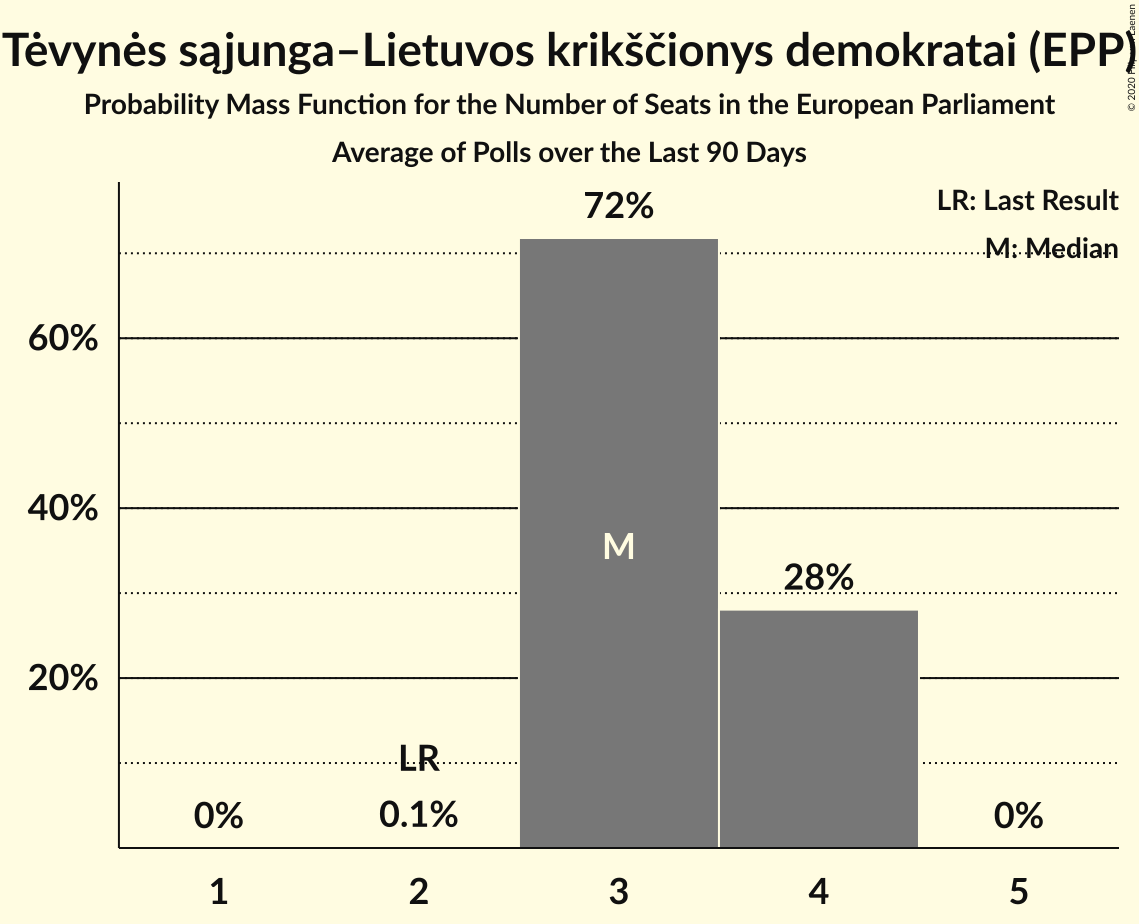 Tėvynės sąjunga–Lietuvos krikščionys demokratai (EPP)
Probability Mass Function for the Number of Seats in the European Parliament
Average of Polls over the Last 90 Days
© 2020 Laenen
LR: Last Result
M: Median
72%
60%
40%
M
28%
20%
LR
0%
0.1%
0%
1
2
3
4
5